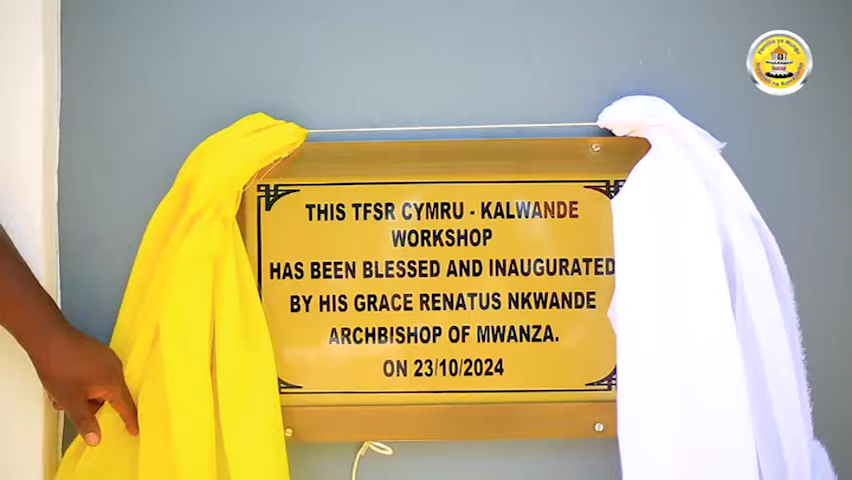 THIS TFSR CYMRU - KALWANDE
WORKSHOP
HAS BEEN BLESSED AND INAUGURATED
BY HIS GRACE RENATUS NKWANDE
ARCHBISHOP OF MWANZA.
ON 23/10/2024